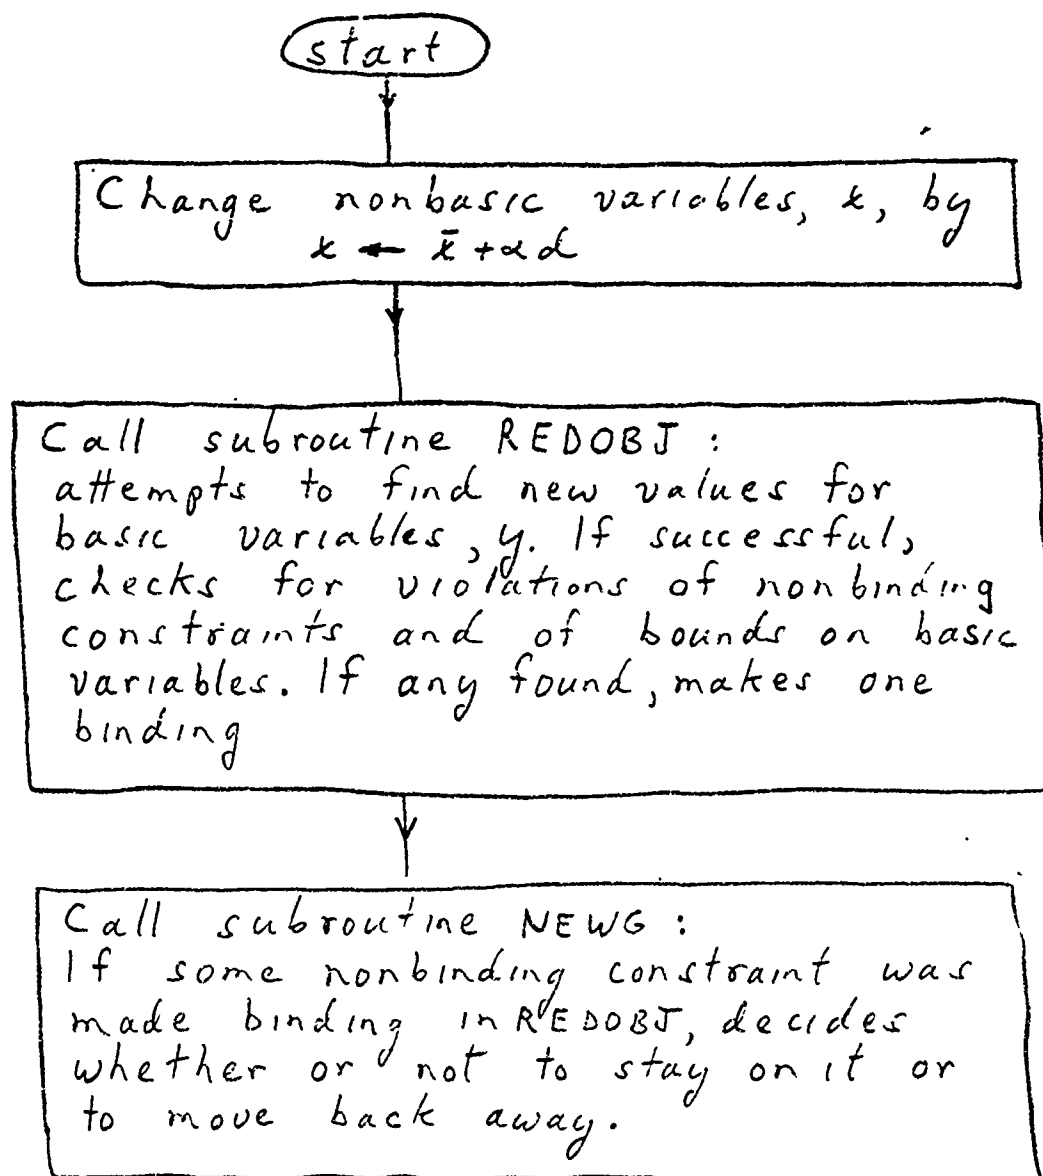 start
Change nonbasic variables, x, by
x ← x̄ + αd
Call subroutine REDOBJ :
attempts to find new values for
basic variables, y. If successful,
checks for violations of nonbinding
constraints and of bounds on basic
variables. If any found, makes one
binding
Call subroutine NEWG :
If some nonbinding constraint was
made binding in REDOBJ, decides
whether or not to stay on it or
to move back away.